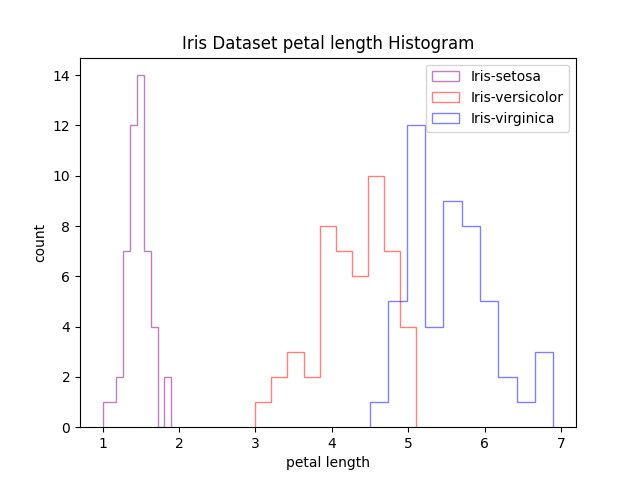 Iris Dataset petal length Histogram
Iris-setosa
Iris-versicolor
Iris-virginica
count
14
12
10
8
6
4
2
0
1 2 3 4 5 6 7
petal length